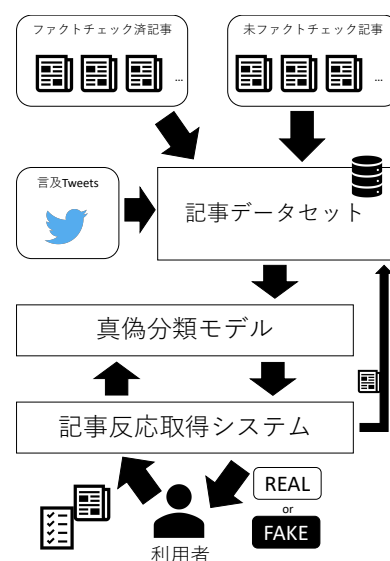 ファクトチェック済記事
...
未ファクトチェック記事
...
言及Tweets
記事データセット
真偽分類モデル
記事反応取得システム
REAL
or
FAKE
利用者